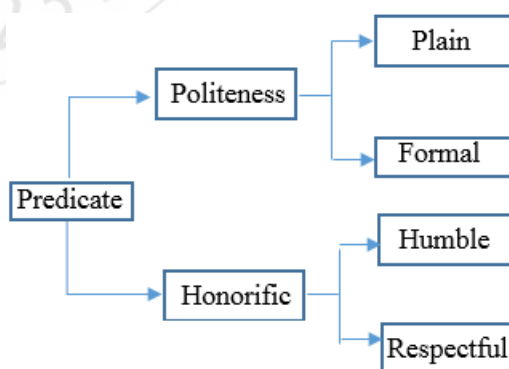 Plain
Politeness
Formal
Predicate
Humble
Honorific
Respectful